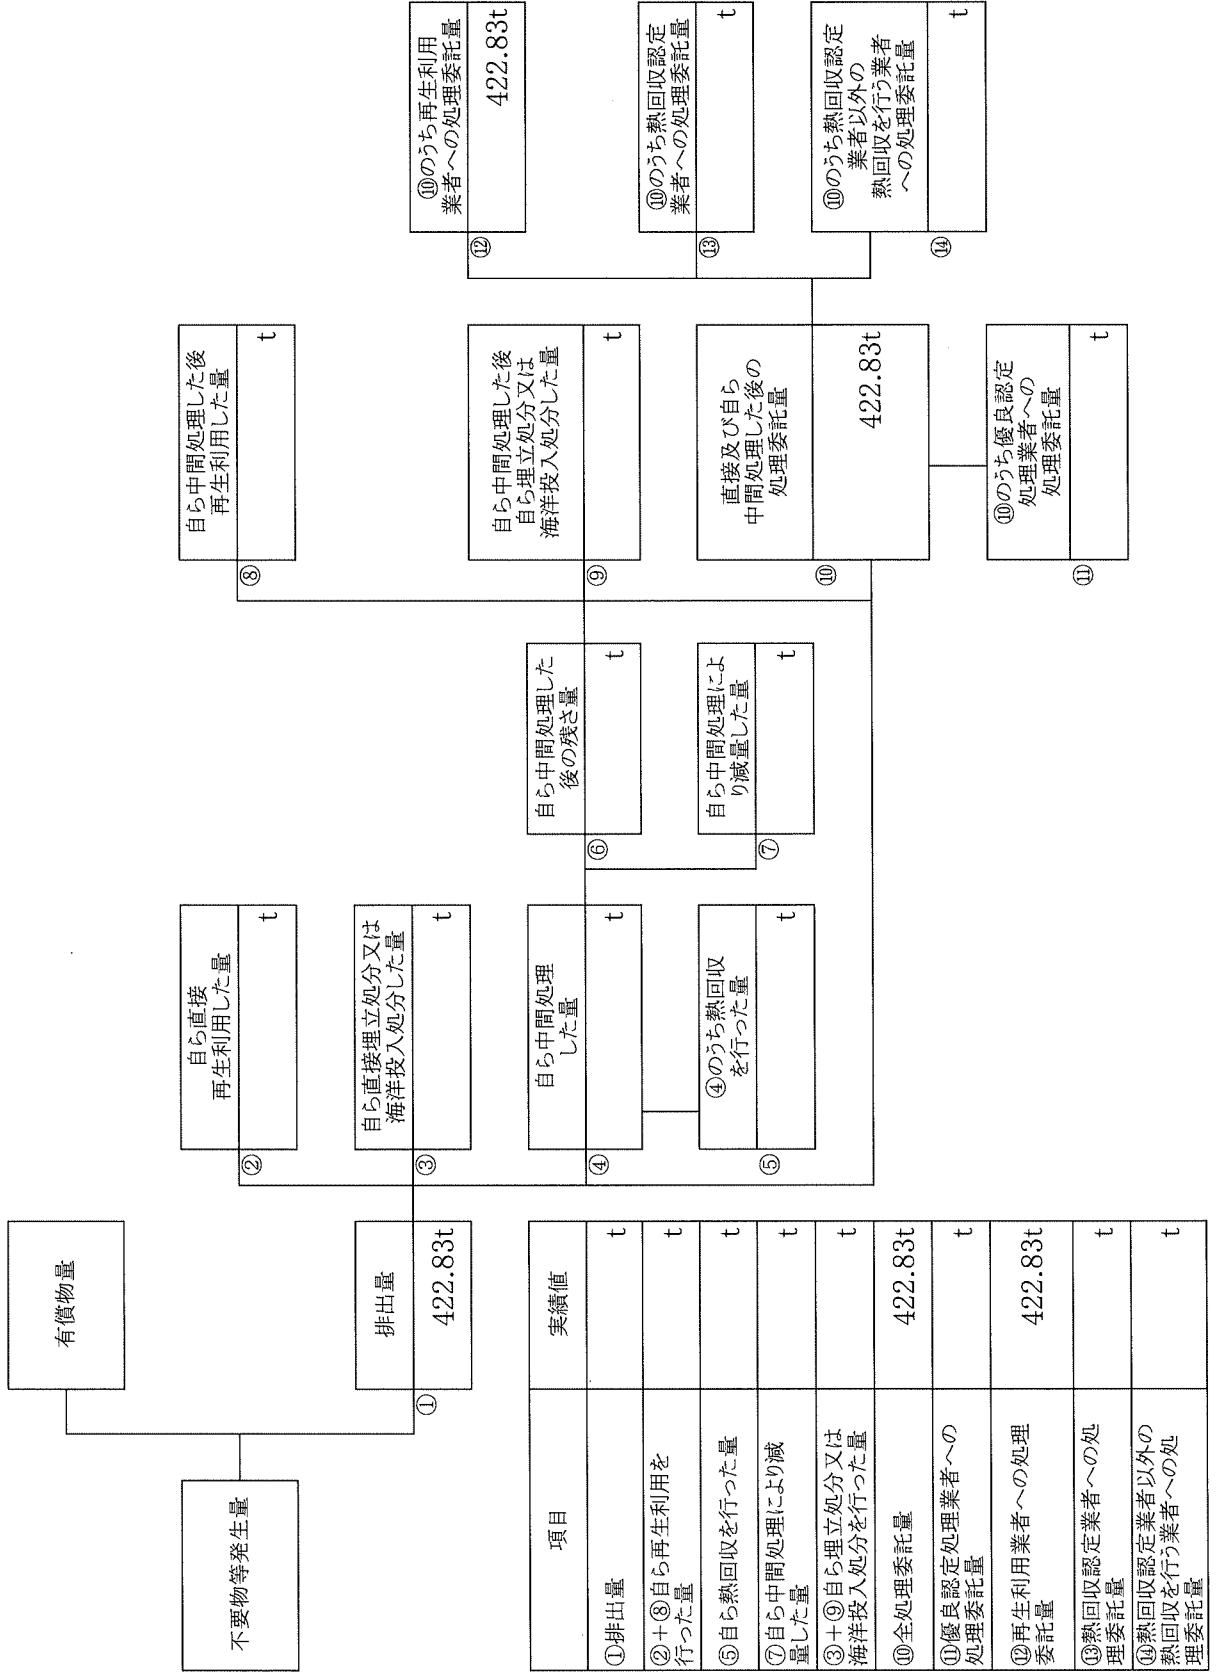 不要物等発生量
有償物量
①
排出量
422.83t
②
自ら直接
再生利用した量
t
③
自ら直接埋立処分又は
海洋投入処分した量
t
④
自ら中間処理
した量
t
⑤
④のうち熱回収
を行った量
t
⑥
自ら中間処理した
後の残さ量
t
⑦
自ら中間処理によ
り減量した量
t
⑧
自ら中間処理した後
再生利用した量
t
⑨
自ら中間処理した後
自ら埋立処分又は
海洋投入処分した量
t
⑩
直接及び自ら
中間処理した後の
処理委託量
422.83t
⑪
⑩のうち優良認定
処理業者への
処理委託量
t
⑫
⑩のうち再生利用
業者への処理委託量
422.83t
⑬
⑩のうち熱回収認定
業者への処理委託量
t
⑭
⑩のうち熱回収認定
業者以外の
熱回収を行う業者
への処理委託量
t
項目 実績値
①排出量 t
②+⑧自ら再生利用を
行った量 t
⑤自ら熱回収を行った量 t
⑦自ら中間処理により減
量した量 t
③+⑨自ら埋立処分又は
海洋投入処分を行った量 t
⑩全処理委託量 422.83t
⑪優良認定処理業者への
処理委託量 t
⑫再生利用業者への処理
委託量 422.83t
⑬熱回収認定業者への処
理委託量 t
⑭熱回収認定業者以外の
熱回収を行う業者への処
理委託量 t